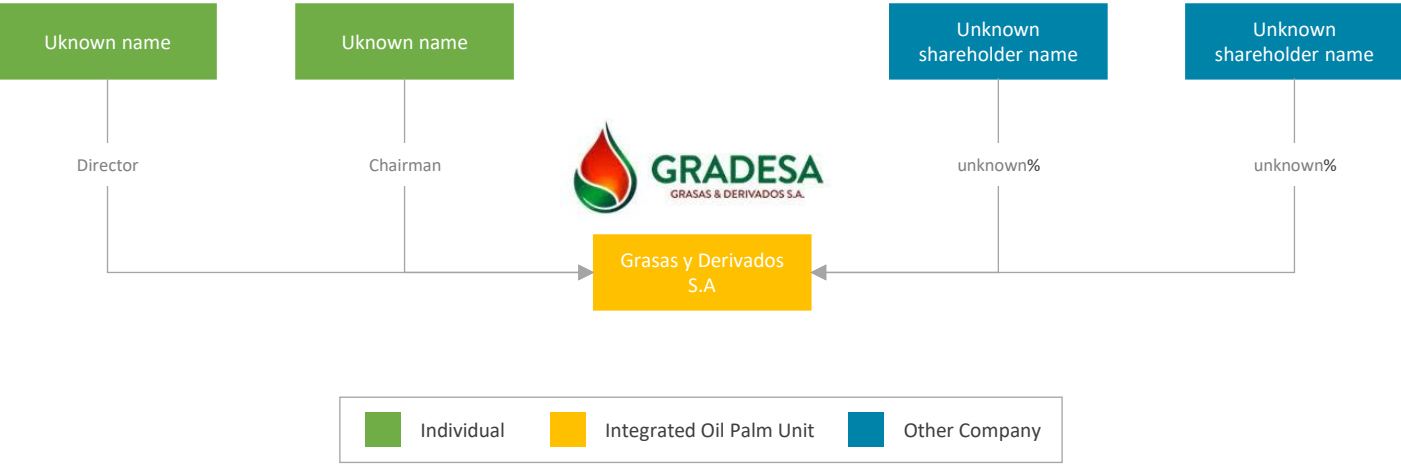 Uknown name
Uknown name
Unknown
shareholder name
Unknown
shareholder name
Director
Chairman
GRADESA
GRASAS & DERIVADOS S.A.
unknown%
unknown%
Grasas y Derivados
S.A
Individual
Integrated Oil Palm Unit
Other Company